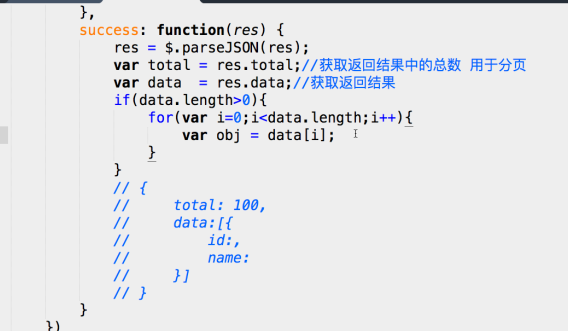 },
success: function(res) {
res = $.parseJSON(res);
var total = res.total;//获取返回结果中的总数 用于分页
var data  = res.data;//获取返回结果
if(data.length>0){
for(var i=0;i<data.length;i++){
var obj = data[i];
}
}
// {
//     total: 100,
//     data:[{
//         id:,
//         name:
//     }]
// }
}
})